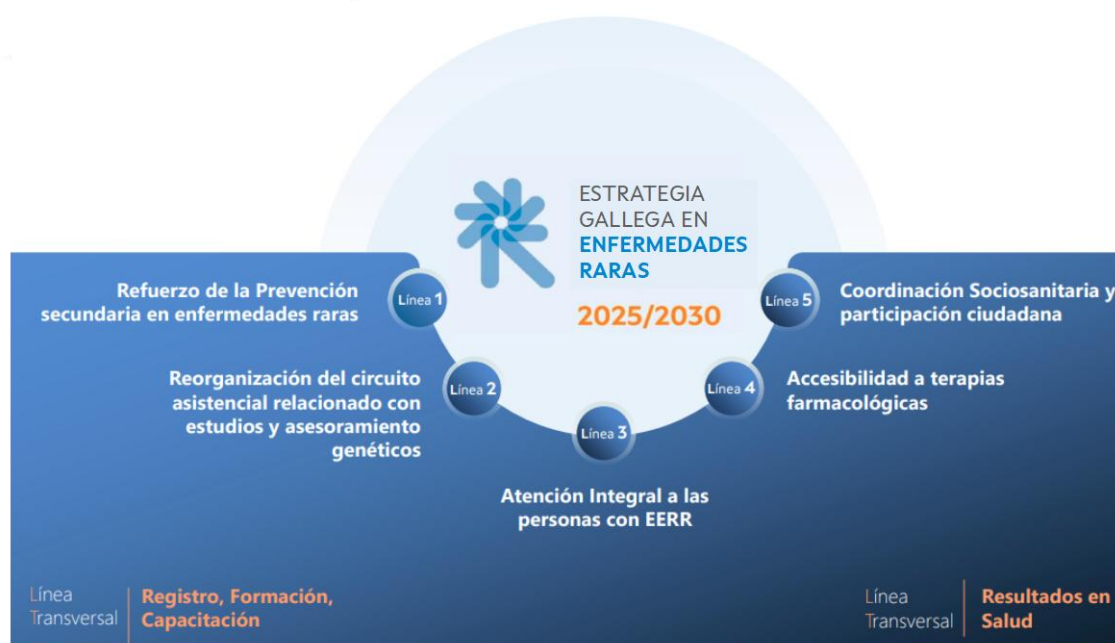 ESTRATEGIA
GALLEGA EN
ENFERMEDADES
RARAS
2025/2030
Línea 1
Refuerzo de la Prevención
secundaria en enfermedades raras
Línea 2
Reorganización del circuito
asistencial relacionado con
estudios y asesoramiento
genéticos
Línea 3
Atención Integral a las
personas con EERR
Línea 4
Accesibilidad a terapias
farmacológicas
Línea 5
Coordinación Sociosanitaria y
participación ciudadana
Línea
Transversal
Registro, Formación,
Capacitación
Línea
Transversal
Resultados en
Salud